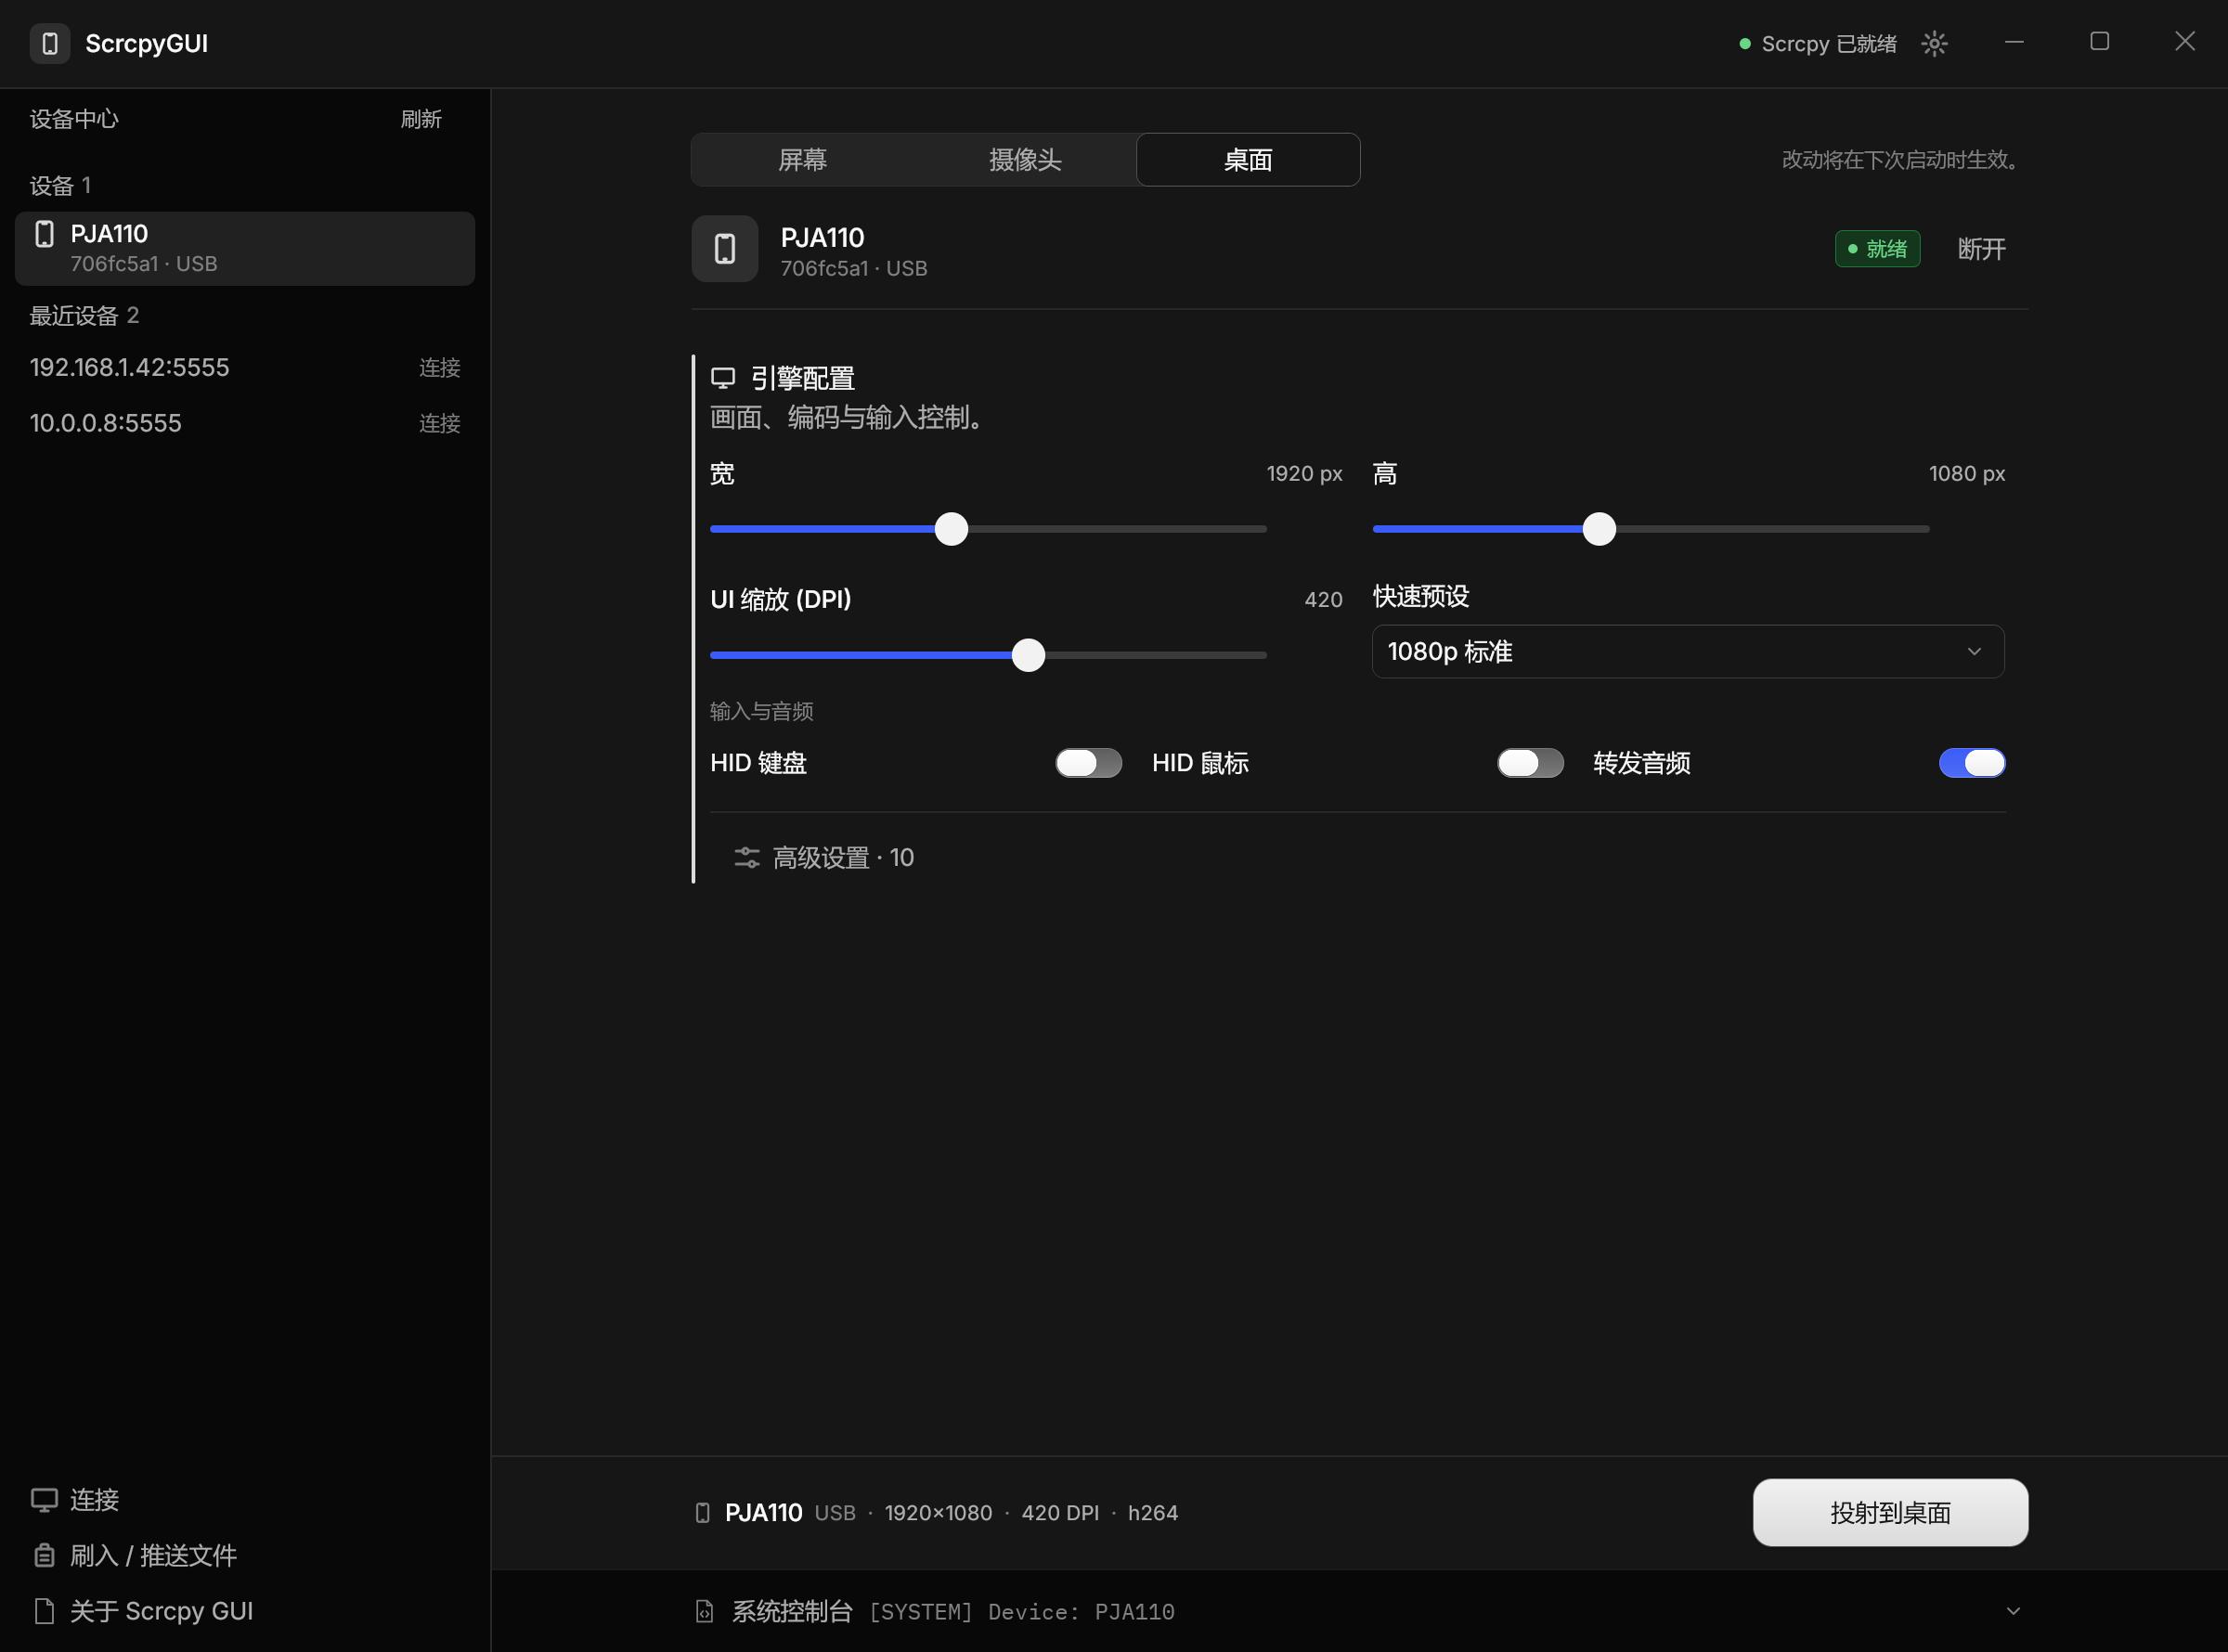 ScrcpyGUI
Scrcpy 已就绪
设备中心
刷新
设备 1
PJA110
706fc5a1 · USB
最近设备 2
192.168.1.42:5555
连接
10.0.0.8:5555
连接
连接
刷入 / 推送文件
关于 Scrcpy GUI
屏幕
摄像头
桌面
改动将在下次启动时生效。
PJA110
706fc5a1 · USB
就绪
断开
引擎配置
画面、编码与输入控制。
宽
1920 px
高
1080 px
UI 缩放 (DPI)
420
快速预设
1080p 标准
输入与音频
HID 键盘
HID 鼠标
转发音频
高级设置 · 10
PJA110 USB · 1920×1080 · 420 DPI · h264
投射到桌面
系统控制台 [SYSTEM] Device: PJA110